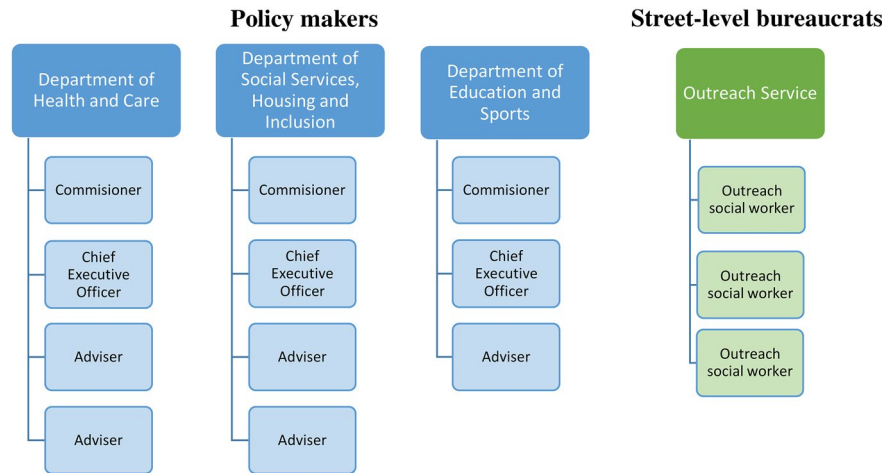 Policy makers
Street-level bureaucrats
Department of
Health and Care
Commisioner
Chief
Executive
Officer
Adviser
Adviser
Department of
Social Services,
Housing and
Inclusion
Commisioner
Chief
Executive
Officer
Adviser
Adviser
Department of
Education and
Sports
Commisioner
Chief
Executive
Officer
Adviser
Outreach Service
Outreach
social worker
Outreach
social worker
Outreach
social worker